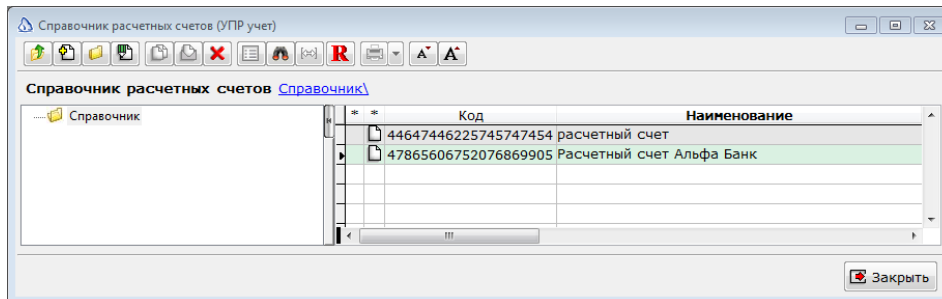 Справочник расчетных счетов (УПР учет)
R A A
Справочник расчетных счетов Справочник\
Справочник
* * Код Наименование
44647446225745747454 расчетный счет
47865606752076869905 Расчетный счет Альфа Банк
Закрыть